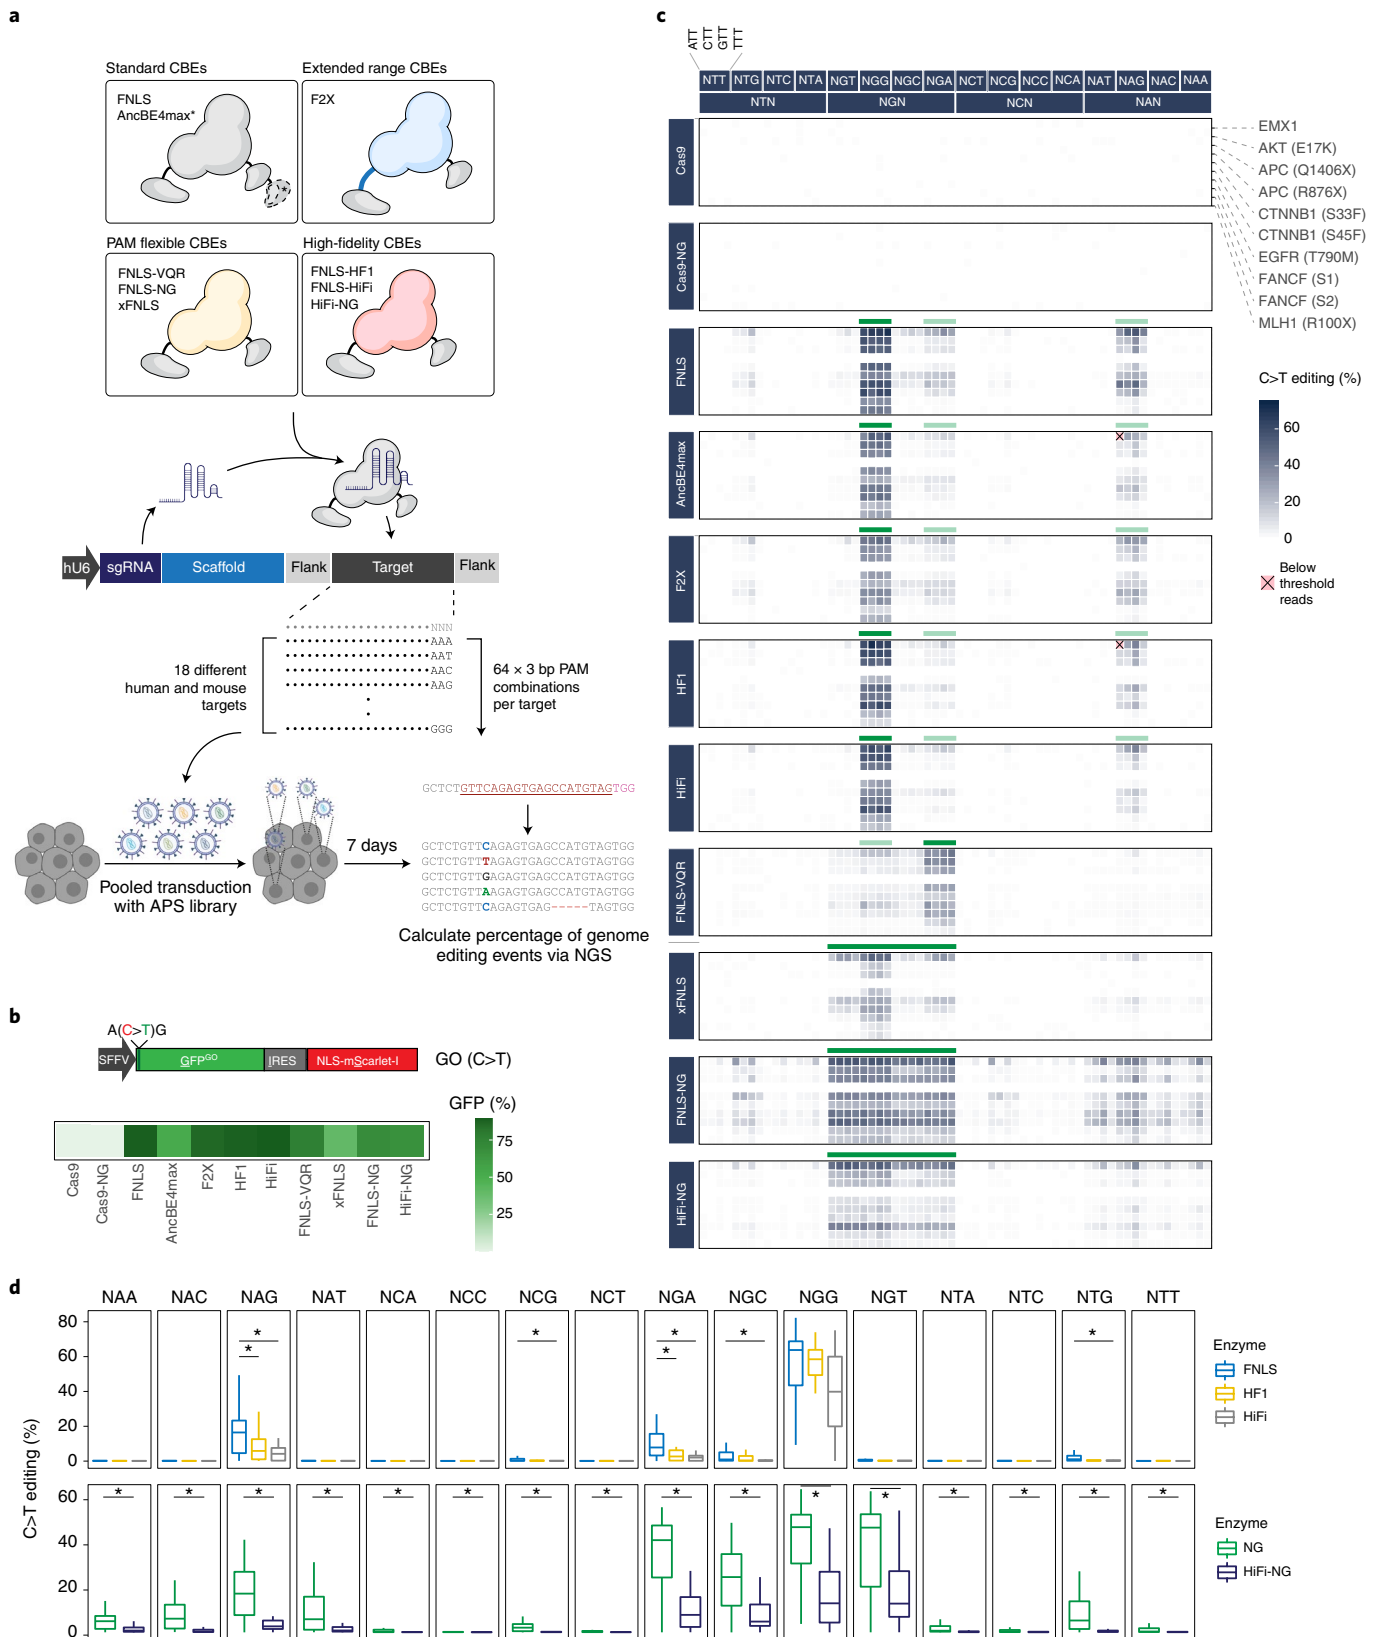 a
Standard CBEs
FNLS
AncBE4max*
*
Extended range CBEs
F2X
PAM flexible CBEs
FNLS-VQR
FNLS-NG
xFNLS
High-fidelity CBEs
FNLS-HF1
FNLS-HiFi
HiFi-NG
hU6 sgRNA Scaffold Flank Target Flank
NNN
AAA
AAT
AAC
AAG
GGG
18 different
human and mouse
targets
64 × 3 bp PAM
combinations
per target
Pooled transduction
with APS library
7 days
GCTCTGTTCAGAGTGAGCCATGTAGTGG
GCTCTGTTCAGAGTGAGCCATGTAGTGG
GCTCTGTTTAGAGTGAGCCATGTAGTGG
GCTCTGTTGAGAGTGAGCCATGTAGTGG
GCTCTGTTAAGAGTGAGCCATGTAGTGG
GCTCTGTTCAGAGTGAG-----TAGTGG
Calculate percentage of genome
editing events via NGS
b
A(C>T)G
SFFV GFPGO IRES NLS-mScarlet-I GO (C>T)
GFP (%)
75
50
25
Cas9
Cas9-NG
FNLS
AncBE4max
F2X
HF1
HiFi
FNLS-VQR
xFNLS
FNLS-NG
HiFi-NG
c
ATT
CTT
GTT
TTT
NTT NTG NTC NTA NGT NGG NGC NGA NCT NCG NCC NCA NAT NAG NAC NAA
NTN NGN NCN NAN
Cas9
Cas9-NG
FNLS
AncBE4max
F2X
HF1
HiFi
FNLS-VQR
xFNLS
FNLS-NG
HiFi-NG
EMX1
AKT (E17K)
APC (Q1406X)
APC (R876X)
CTNNB1 (S33F)
CTNNB1 (S45F)
EGFR (T790M)
FANCF (S1)
FANCF (S2)
MLH1 (R100X)
C>T editing (%)
60
40
20
0
Below
threshold
reads
d
NAA NAC NAG NAT NCA NCC NCG NCT NGA NGC NGG NGT NTA NTC NTG NTT
C>T editing (%)
80
60
40
20
0
* * * * * * *
Enzyme
FNLS
HF1
HiFi
60
40
20
0
* * * * * * * * * * * * * * * *
Enzyme
NG
HiFi-NG